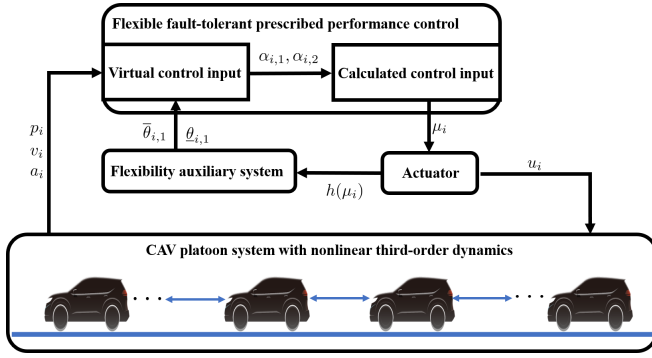 Flexible fault-tolerant prescribed performance control
Virtual control input
α_{i,1}, α_{i,2}
Calculated control input
p_i
v_i
a_i
θ̅_{i,1}
θ̲_{i,1}
μ_i
Flexibility auxiliary system
h(μ_i)
Actuator
u_i
CAV platoon system with nonlinear third-order dynamics